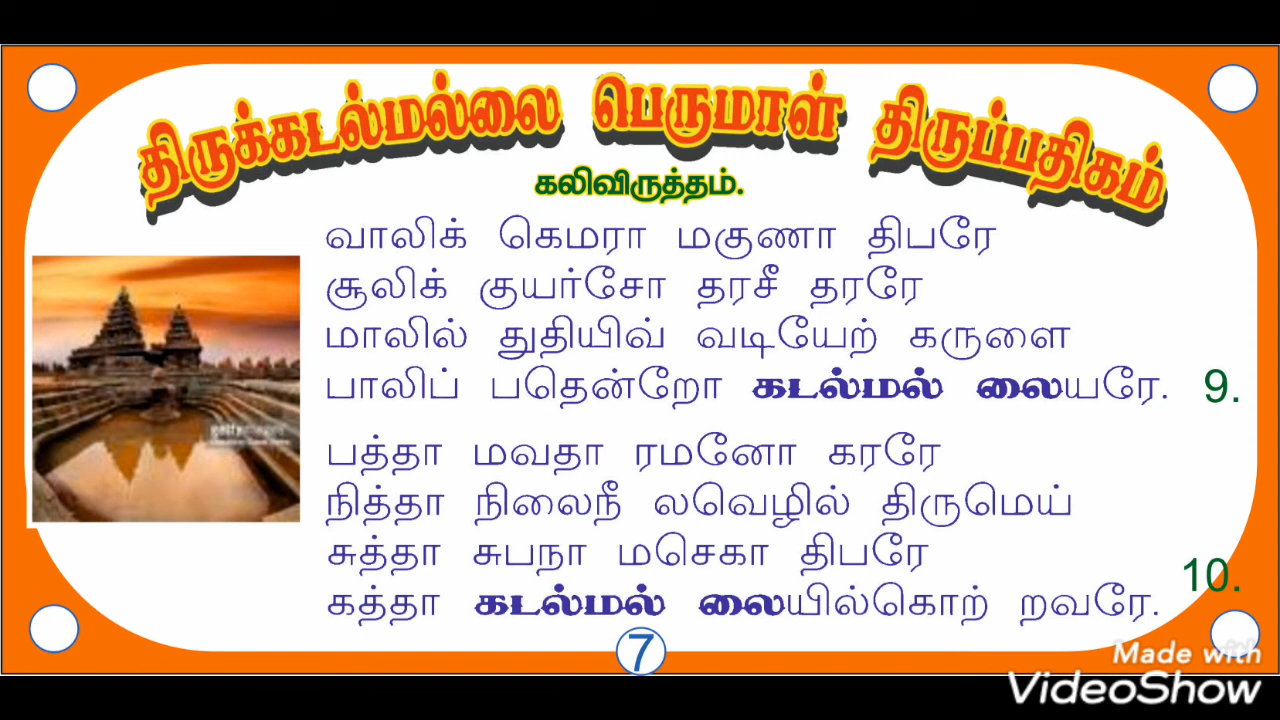 திருக்கடல்மல்லை பெருமாள் திருப்பதிகம்
கலிவிருத்தம்.
வாலிக் கெமரா மகுணா திபரே
சூலிக் குயர்சோ தரசீ தரரே
மாலில் துதியிவ் வடியேற் கருளை
பாலிப் பதென்றோ கடல்மல் லையரே. 9.
பத்தா மவதா ரமனோ கரரே
நித்தா நிலைநீ லவெழில் திருமெய்
சுத்தா சுபநா மசெகா திபரே
கத்தா கடல்மல் லையில்கொற் றவரே. 10.
7
Made with
VideoShow